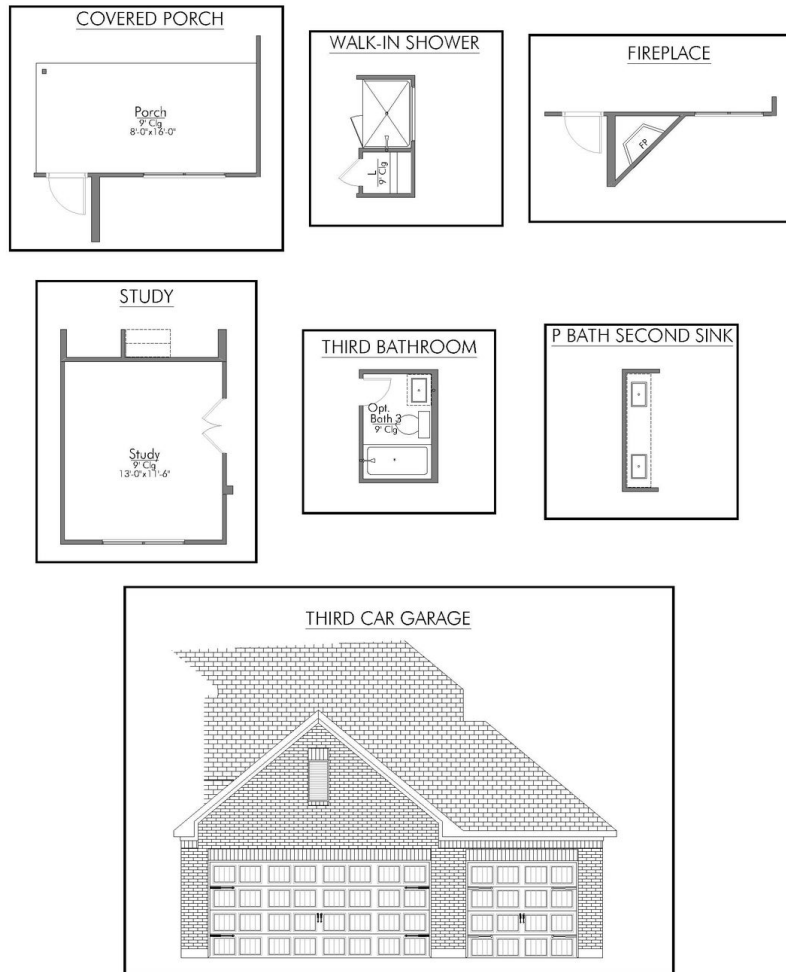 COVERED PORCH
Porch
9' Clg
8'-0"x16'-0"
WALK-IN SHOWER
L
9' Clg
FIREPLACE
FP
STUDY
Study
9' Clg
13'-0"x11'-6"
THIRD BATHROOM
Opt.
Bath 3
9' Clg
P BATH SECOND SINK
THIRD CAR GARAGE